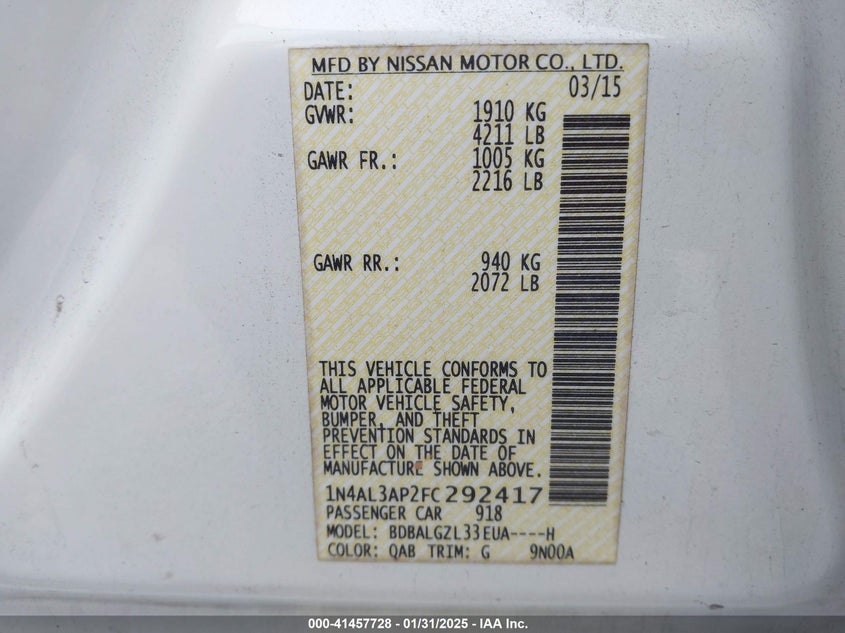 MFD BY NISSAN MOTOR CO., LTD.
DATE: 03/15
GVWR: 1910 KG
4211 LB
GAWR FR.: 1005 KG
2216 LB
GAWR RR.: 940 KG
2072 LB
THIS VEHICLE CONFORMS TO
ALL APPLICABLE FEDERAL
MOTOR VEHICLE SAFETY,
BUMPER, AND THEFT
PREVENTION STANDARDS IN
EFFECT ON THE DATE OF
MANUFACTURE SHOWN ABOVE.
1N4AL3AP2FC292417
PASSENGER CAR 918
MODEL: BDBALGZL33EUA----H
COLOR: QAB TRIM: G 9N00A
000-41457728 - 01/31/2025 - IAA Inc.